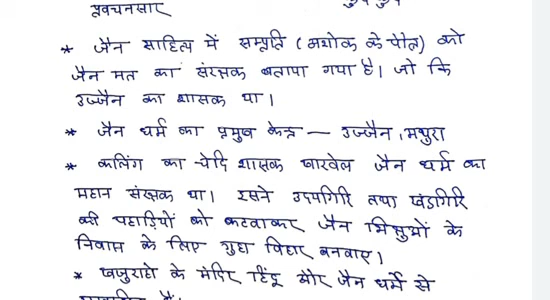 प्रवचनसार कुंद कुंद
* जैन साहित्य में सम्प्रति (अशोक के पौत्र) को
जैन मत का संरक्षक बताया गया है। जो कि
उज्जैन का शासक था।
* जैन धर्म का प्रमुख केन्द्र — उज्जैन, मथुरा
* कलिंग का चेदि शासक खारवेल जैन धर्म का
महान संरक्षक था। इसने उदयगिरि तथा खंडगिरि
की पहाड़ियों को कटवाकर जैन भिक्षुओं के
निवास के लिए गुहा विहार बनवाए।
* खजुराहो के मंदिर हिंदू और जैन धर्म से